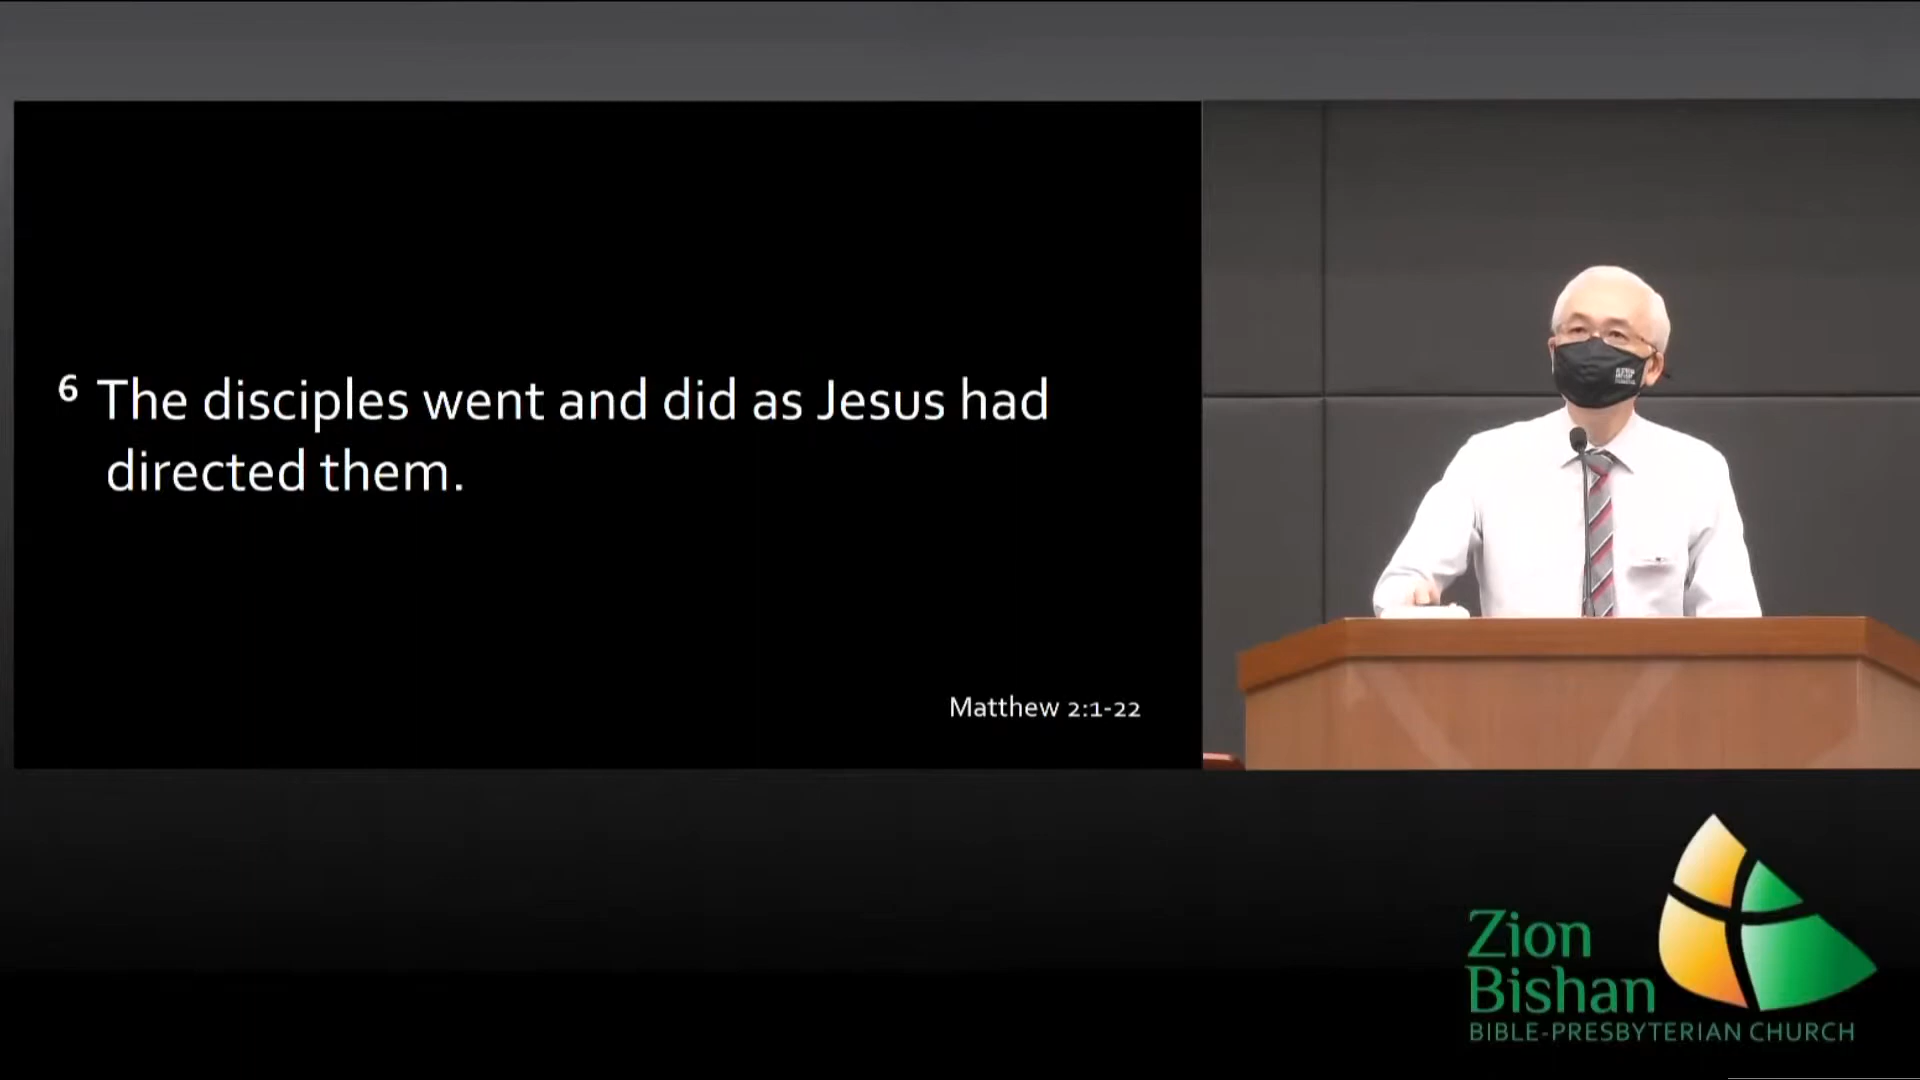 6 The disciples went and did as Jesus had
directed them.
Matthew 2:1-22
Zion
Bishan
BIBLE-PRESBYTERIAN CHURCH